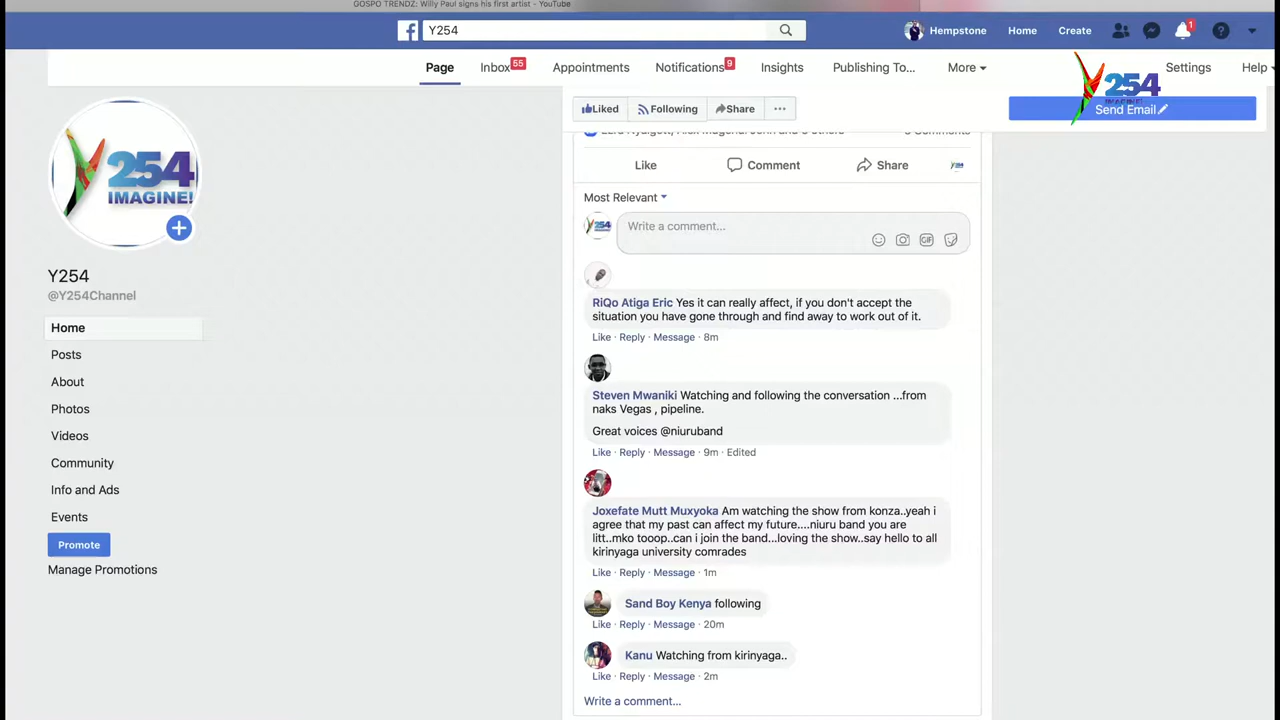 GOSPO TRENDZ: Willy Paul signs his first artist - YouTube
Y254
Hempstone Home Create 1
Page Inbox 55 Appointments Notifications 9 Insights Publishing To... More Settings Help
Y254
IMAGINE!
Liked Following Share ... Send Email
Like Comment Share
Most Relevant
Write a comment...
GIF
Y254
IMAGINE!
Y254
@Y254Channel
Home
Posts
About
Photos
Videos
Community
Info and Ads
Events
Promote
Manage Promotions
RiQo Atiga Eric Yes it can really affect, if you don't accept the
situation you have gone through and find away to work out of it.
Like · Reply · Message · 8m
Steven Mwaniki Watching and following the conversation ...from
naks Vegas , pipeline.
Great voices @niuruband
Like · Reply · Message · 9m · Edited
Joxefate Mutt Muxyoka Am watching the show from konza..yeah i
agree that my past can affect my future....niuru band you are
litt..mko tooop..can i join the band...loving the show..say hello to all
kirinyaga university comrades
Like · Reply · Message · 1m
Sand Boy Kenya following
Like · Reply · Message · 20m
Kanu Watching from kirinyaga..
Like · Reply · Message · 2m
Write a comment...